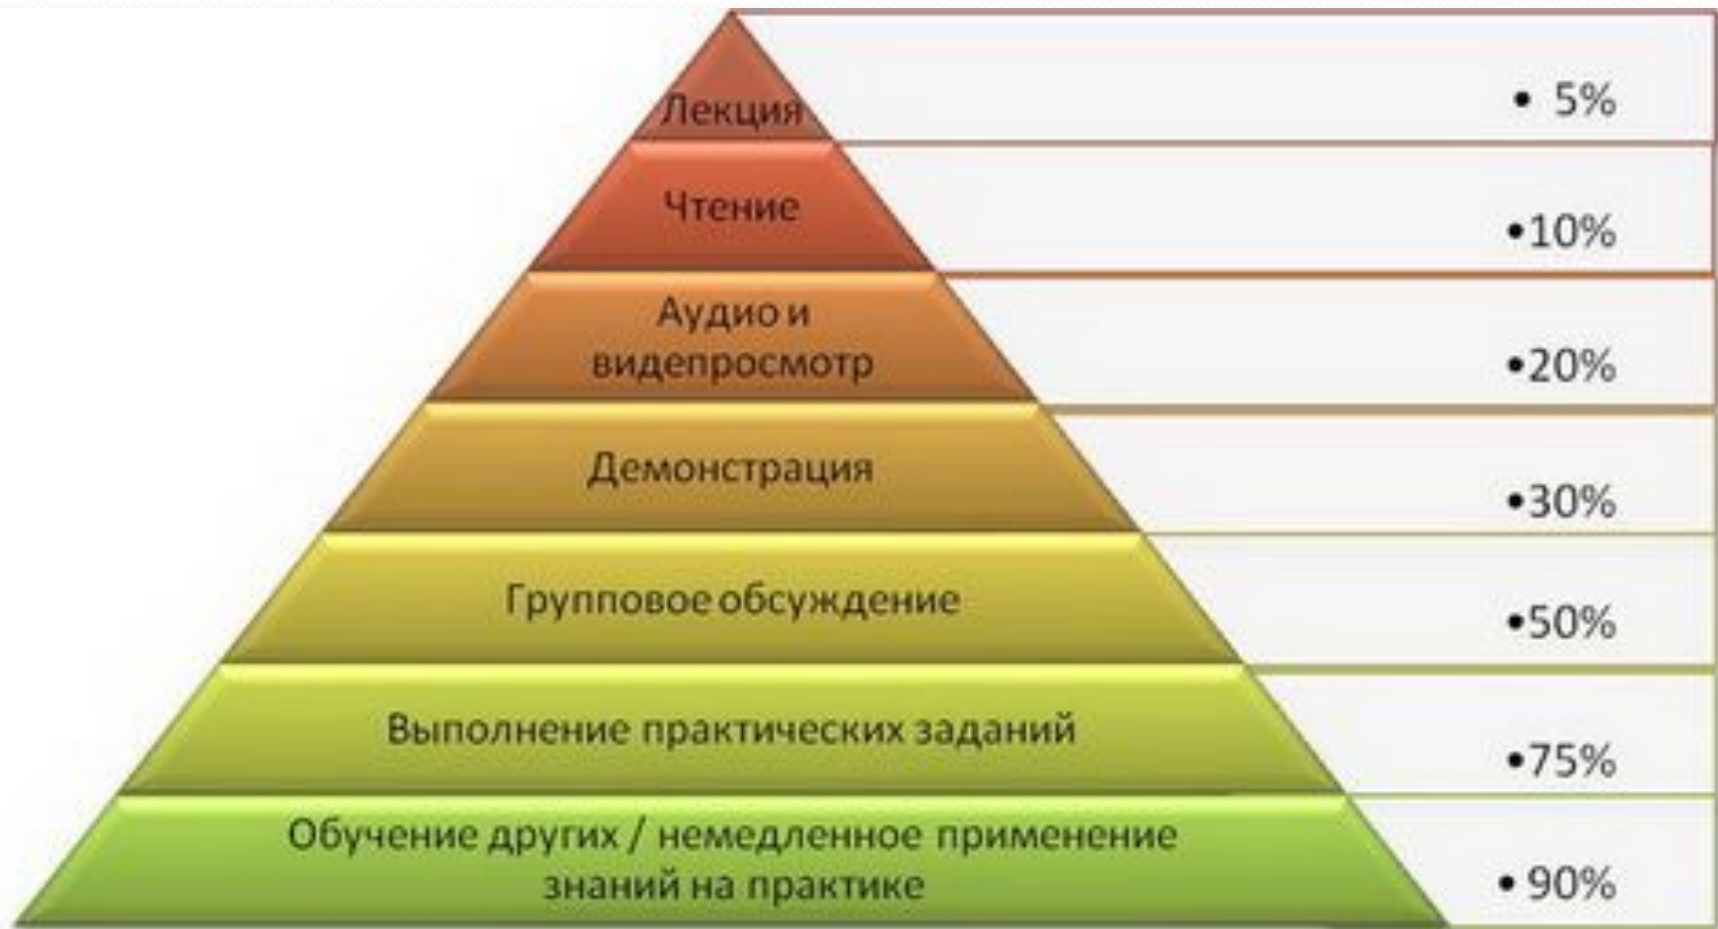 Лекция
• 5%
Чтение
•10%
Аудио и
видепросмотр
•20%
Демонстрация
•30%
Групповое обсуждение
•50%
Выполнение практических заданий
•75%
Обучение других / немедленное применение
знаний на практике
• 90%